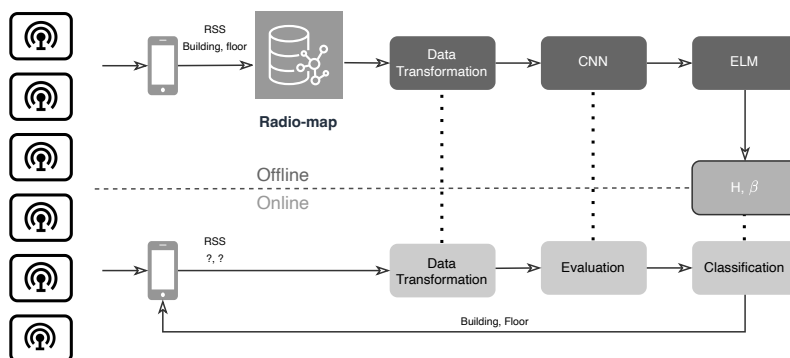 RSS
Building, floor
Radio-map
Data
Transformation
CNN
ELM
Offline
Online
H, β
RSS
?, ?
Data
Transformation
Evaluation
Classification
Building, Floor